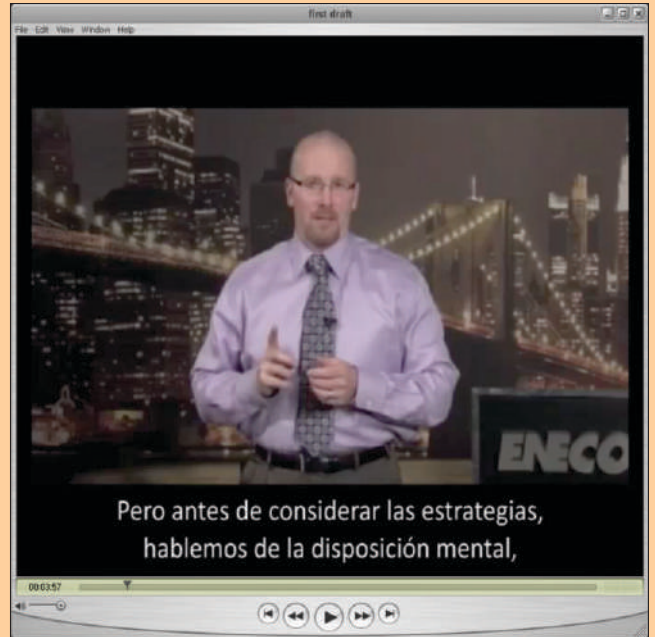 first draft
File Edit View Window Help
ENECO
Pero antes de considerar las estrategias,
hablemos de la disposición mental,
00:03:57